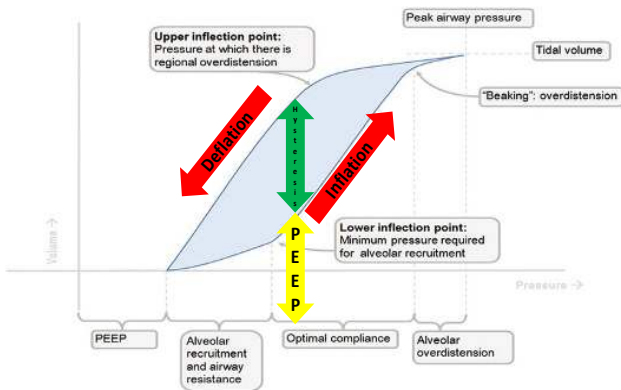 Peak airway pressure
Upper inflection point:
Pressure at which there is
regional overdistension
Tidal volume
"Beaking": overdistension
Deflation
Hysteresis
Inflation
Lower inflection point:
Minimum pressure required
for alveolar recruitment
PEEP
Volume →
Pressure →
PEEP
Alveolar
recruitment
and airway
resistance
Optimal compliance
Alveolar
overdistension